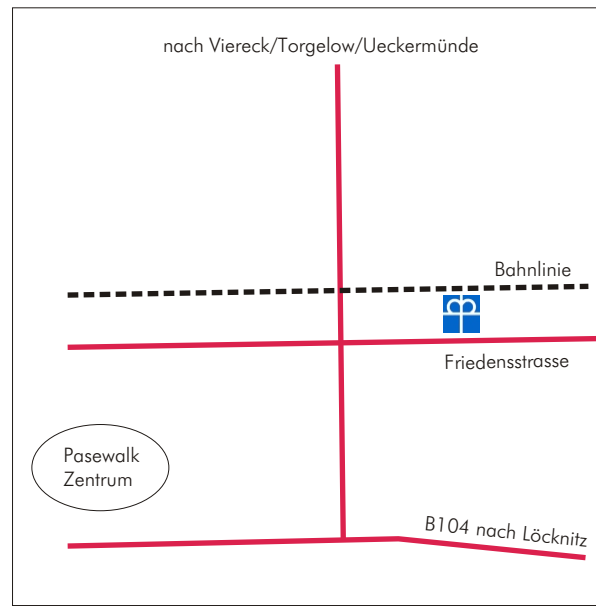 nach Viereck/Torgelow/Ueckermünde
Bahnlinie
Friedensstrasse
Pasewalk
Zentrum
B104 nach Löcknitz